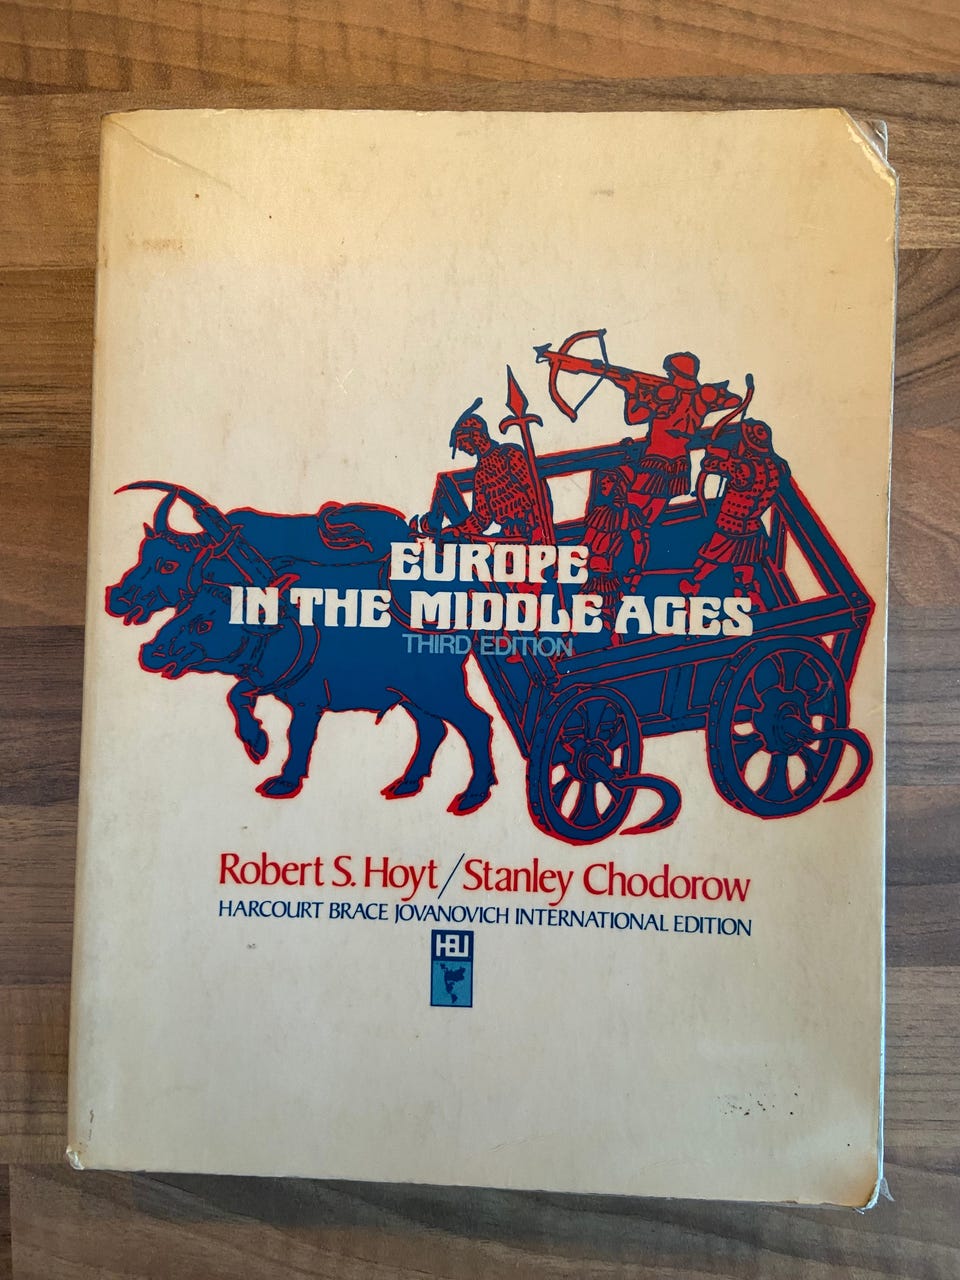 EUROPE
IN THE MIDDLE AGES
THIRD EDITION
Robert S. Hoyt/Stanley Chodorow
HARCOURT BRACE JOVANOVICH INTERNATIONAL EDITION
HBJ